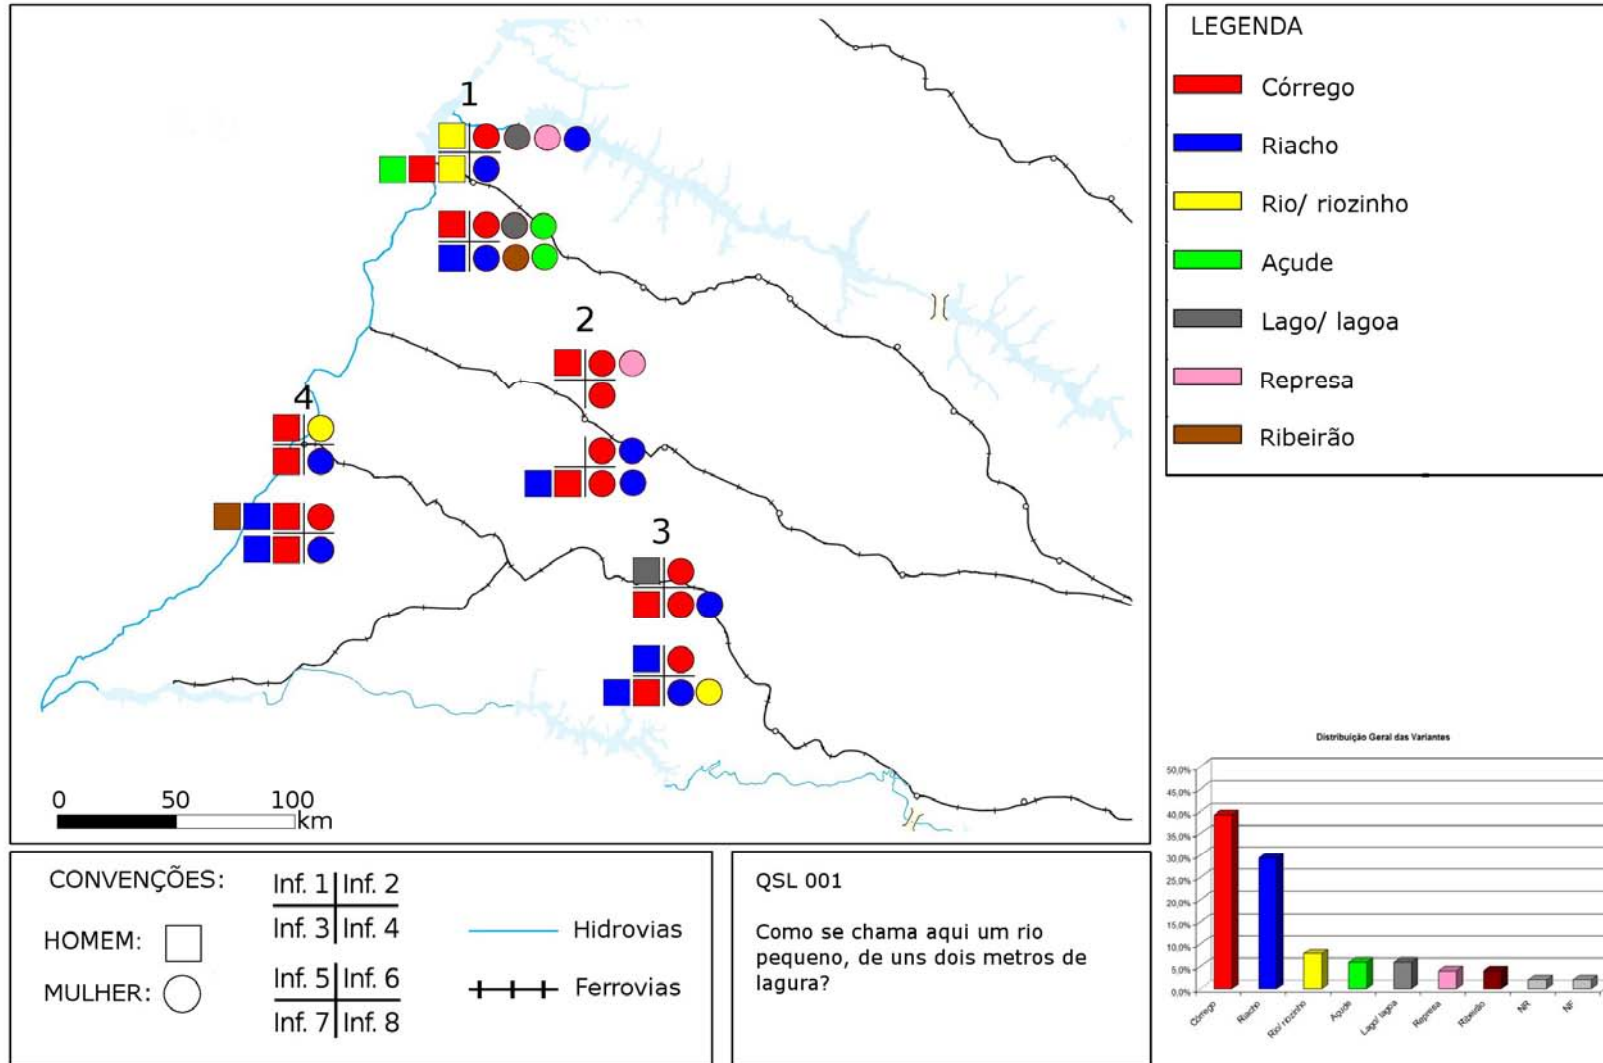 1
2
4
3
0 50 100
km
LEGENDA
Córrego
Riacho
Rio/ riozinho
Açude
Lago/ lagoa
Represa
Ribeirão
CONVENÇÕES:
HOMEM:
MULHER:
Inf. 1 Inf. 2
Inf. 3 Inf. 4
Inf. 5 Inf. 6
Inf. 7 Inf. 8
Hidrovias
Ferrovias
QSL 001
Como se chama aqui um rio
pequeno, de uns dois metros de
lagura?
Distribuição Geral das Variantes
50,0%
45,0%
40,0%
35,0%
30,0%
25,0%
20,0%
15,0%
10,0%
5,0%
0,0%
Córrego
Riacho
Rio/ riozinho
Açude
Lago/ lagoa
Represa
Ribeirão
NR
NF